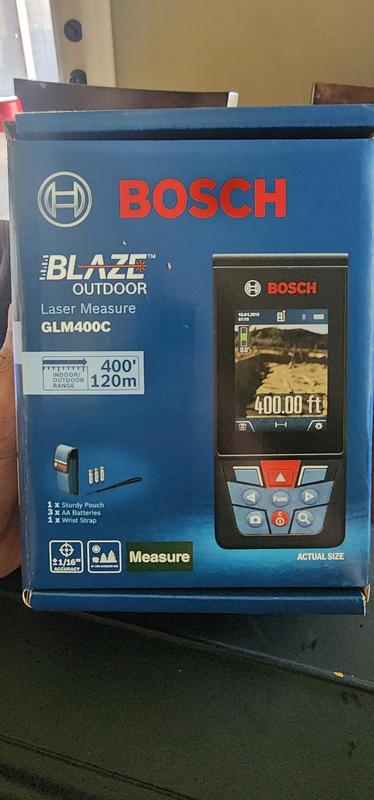 BOSCH
BLAZE™
OUTDOOR
Laser Measure
GLM400C
INDOOR/
OUTDOOR
RANGE
400'
120m
BOSCH
400.00 ft
Func
1 x Sturdy Pouch
3 x AA Batteries
1 x Wrist Strap
± 1/16"
ACCURACY
Measure
ACTUAL SIZE